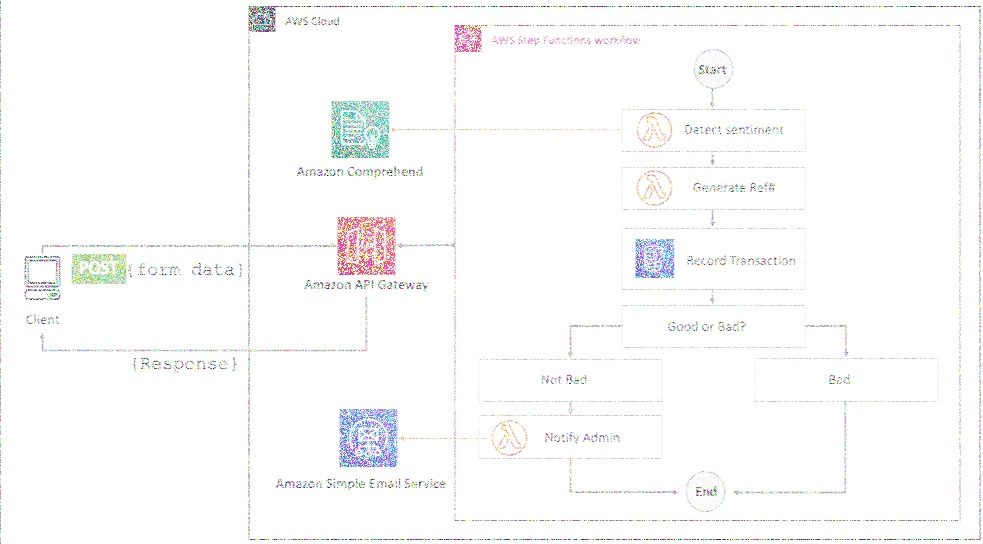 AWS Cloud
AWS Step Functions workflow
Start
Detect sentiment
Amazon Comprehend
Generate Ref#
Record Transaction
POST {form data}
Amazon API Gateway
Client
Good or Bad?
{Response}
Not Bad
Bad
Notify Admin
Amazon Simple Email Service
End